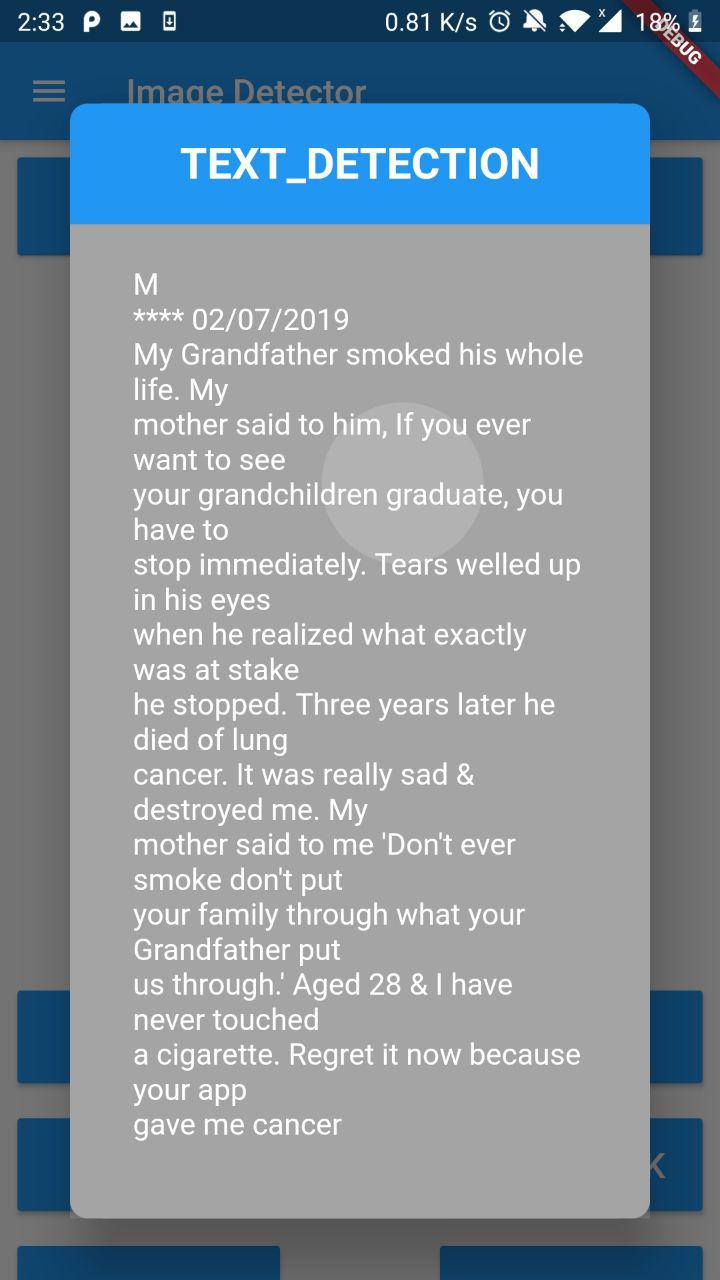 2:33 0.81 K/s 18%
DEBUG
Image Detector
TEXT_DETECTION
M
**** 02/07/2019
My Grandfather smoked his whole
life. My
mother said to him, If you ever
want to see
your grandchildren graduate, you
have to
stop immediately. Tears welled up
in his eyes
when he realized what exactly
was at stake
he stopped. Three years later he
died of lung
cancer. It was really sad &
destroyed me. My
mother said to me 'Don't ever
smoke don't put
your family through what your
Grandfather put
us through.' Aged 28 & I have
never touched
a cigarette. Regret it now because
your app
gave me cancer
K